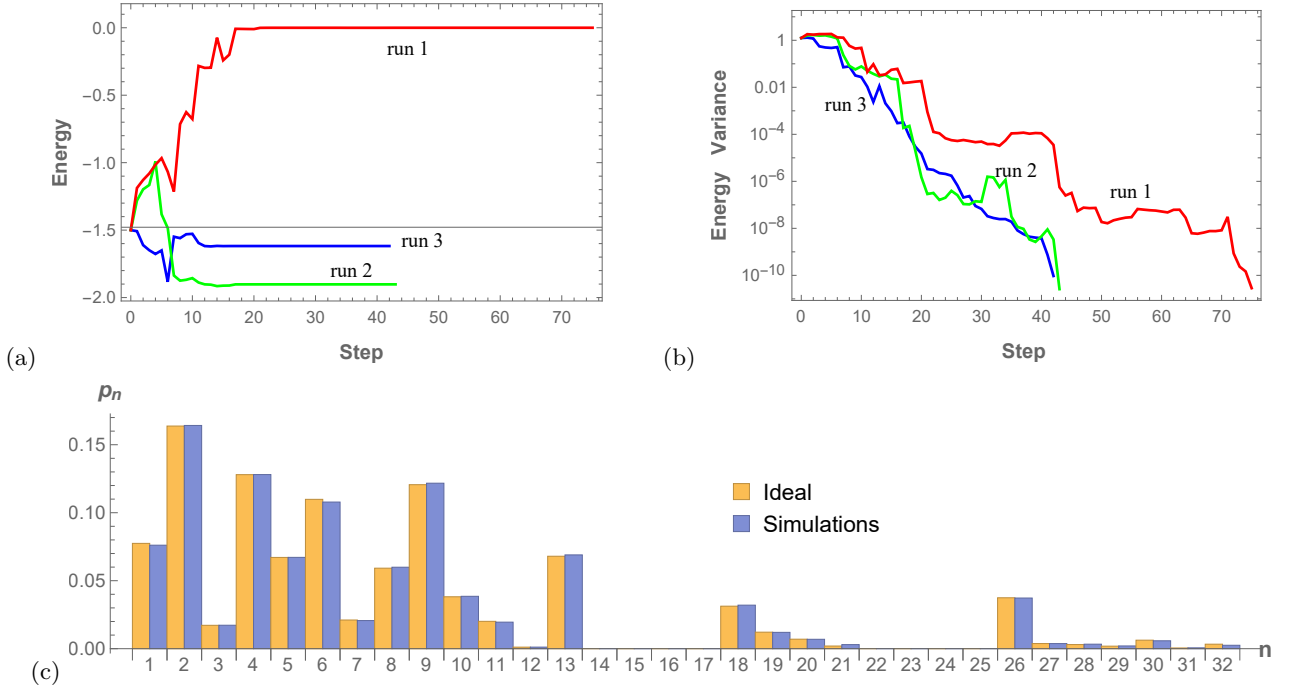 0.0
−0.5
−1.0
−1.5
−2.0
Energy
run 1
run 3
run 2
0 10 20 30 40 50 60 70
Step
(a)
1
0.01
10−4
10−6
10−8
10−10
Energy Variance
run 3
run 2
run 1
0 10 20 30 40 50 60 70
Step
(b)
pn
0.15
0.10
0.05
0.00
Ideal
Simulations
1 2 3 4 5 6 7 8 9 10 11 12 13 14 15 16 17 18 19 20 21 22 23 24 25 26 27 28 29 30 31 32
n
(c)